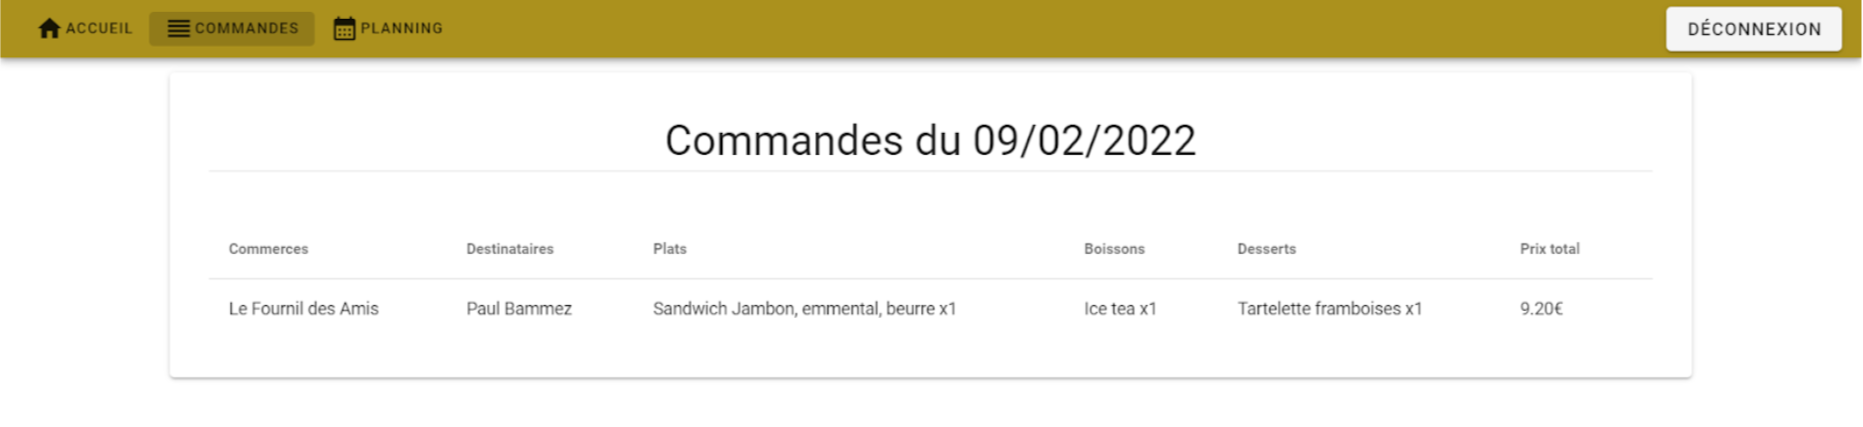 ACCUEIL COMMANDES PLANNING DÉCONNEXION
Commandes du 09/02/2022
Commerces Destinataires Plats Boissons Desserts Prix total
Le Fournil des Amis Paul Bammez Sandwich Jambon, emmental, beurre x1 Ice tea x1 Tartelette framboises x1 9.20€